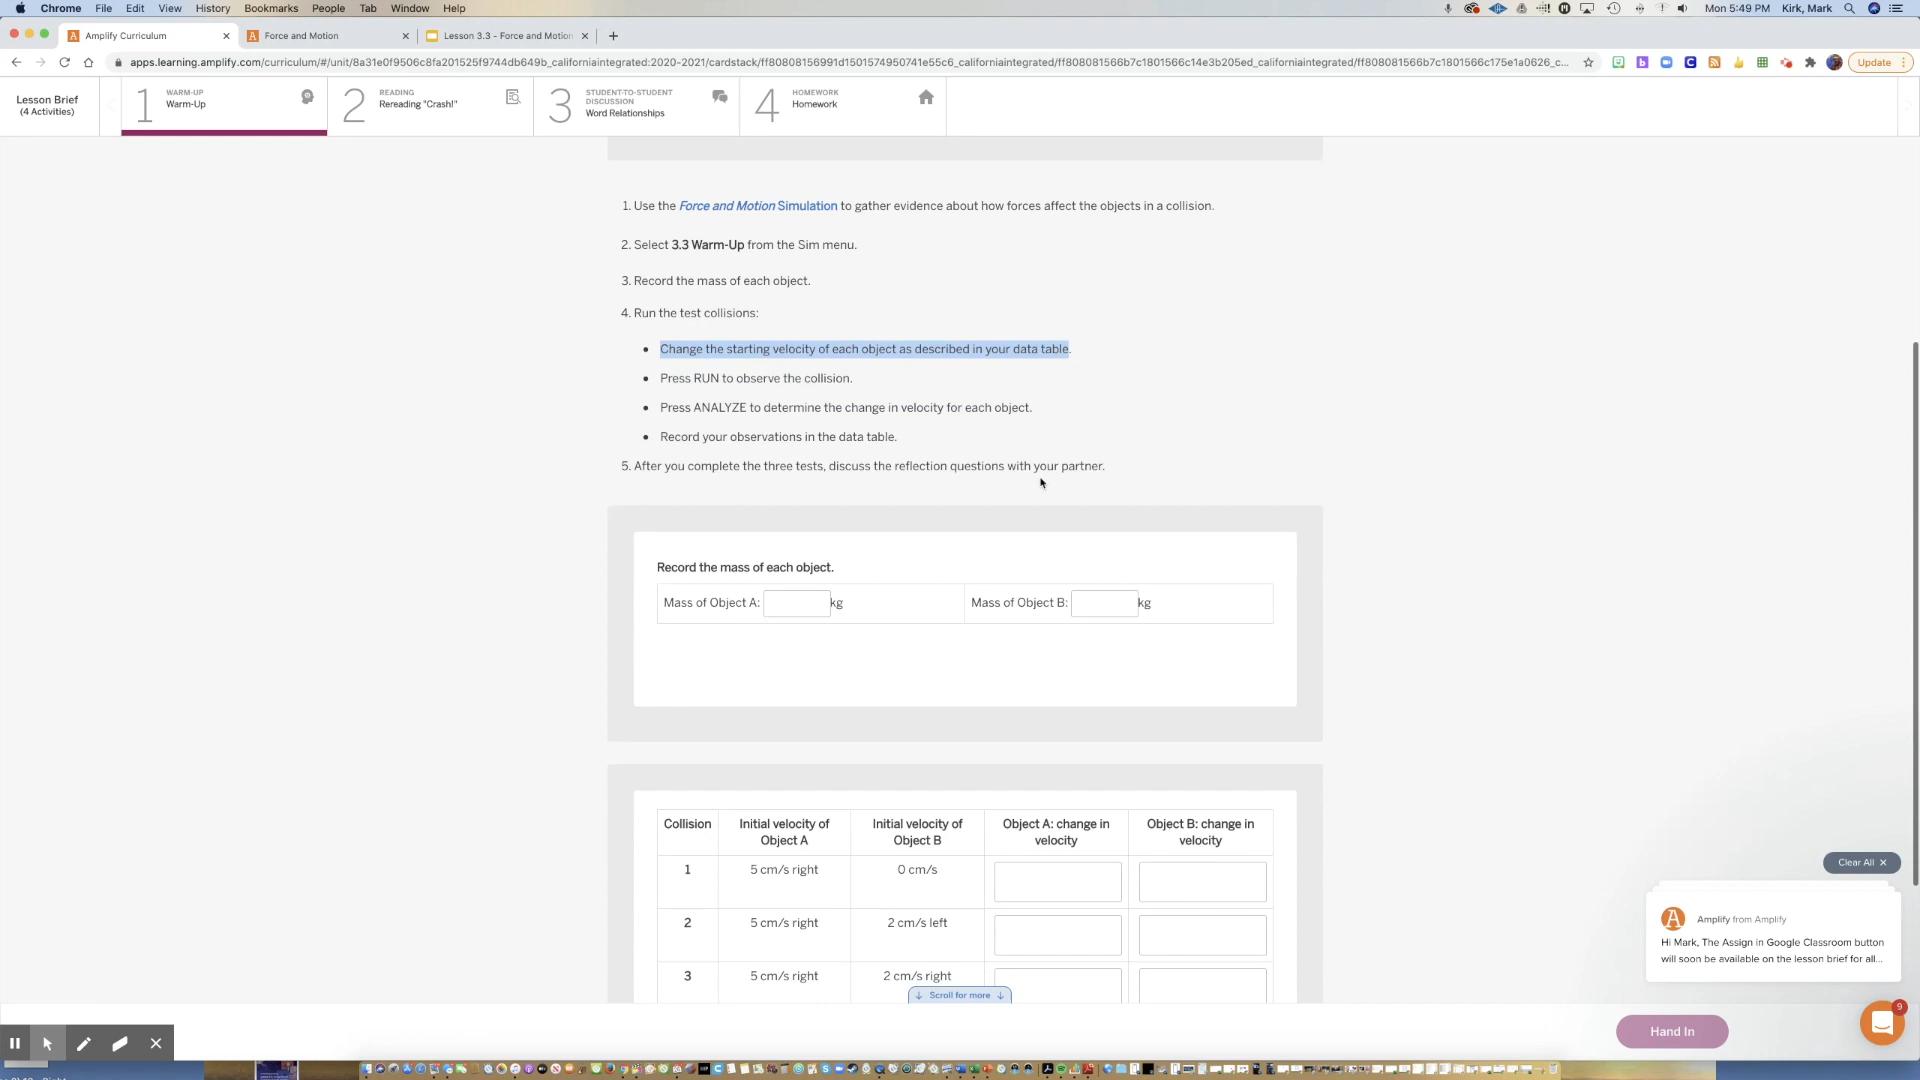 Chrome File Edit View History Bookmarks People Tab Window Help Mon 5:49 PM Kirk, Mark
Amplify Curriculum Force and Motion Lesson 3.3 - Force and Motion
apps.learning.amplify.com/curriculum/#/unit/8a31e0f9506c8fa201525f9744db649b_californiaintegrated:2020-2021/cardstack/ff80808156991d1501574950741e55c6_californiaintegrated/ff808081566b7c1801566c14e3b205ed_californiaintegrated/ff808081566b7c1801566c175e1a0626_c... Update
Lesson Brief
(4 Activities)
1 WARM-UP
Warm-Up
2 READING
Rereading "Crash!"
3 STUDENT-TO-STUDENT
DISCUSSION
Word Relationships
4 HOMEWORK
Homework
1. Use the Force and Motion Simulation to gather evidence about how forces affect the objects in a collision.
2. Select 3.3 Warm-Up from the Sim menu.
3. Record the mass of each object.
4. Run the test collisions:
• Change the starting velocity of each object as described in your data table.
• Press RUN to observe the collision.
• Press ANALYZE to determine the change in velocity for each object.
• Record your observations in the data table.
5. After you complete the three tests, discuss the reflection questions with your partner.
Record the mass of each object.
Mass of Object A: kg Mass of Object B: kg
Collision Initial velocity of Object A Initial velocity of Object B Object A: change in velocity Object B: change in velocity
1 5 cm/s right 0 cm/s
2 5 cm/s right 2 cm/s left
3 5 cm/s right 2 cm/s right
Scroll for more
Clear All
Amplify from Amplify
Hi Mark, The Assign in Google Classroom button
will soon be available on the lesson brief for all...
9
Hand In